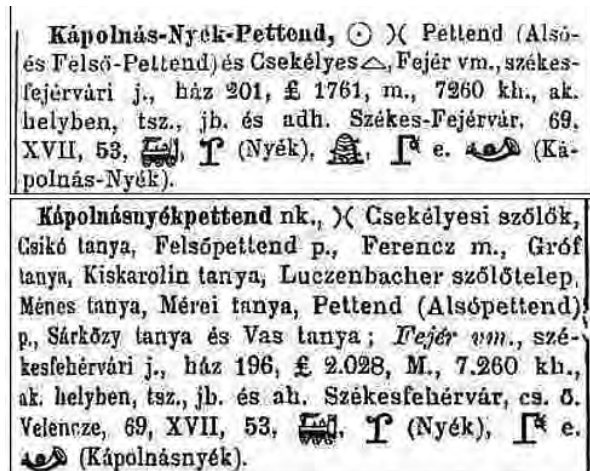 Kápolnás-Nyék-Pettend, ⊙ )( Pettend (Alsó-
és Felső-Pettend) és Csekélyes △, Fejér vm., székes-
fejérvári j., ház 201, £ 1761, m., 7260 kh., ak.
helyben, tsz., jb. és adh. Székes-Fejérvár, 69,
XVII, 53, (Nyék), e. (Ká-
polnás-Nyék).
Kápolnásnyékpettend nk., )( Csekélyesi szőlők,
Csikó tanya, Felsőpettend p., Ferencz m., Gróf
tanya, Kiskarolin tanya, Luczenbacher szőlőtelep,
Ménes tanya, Mérei tanya, Pettend (Alsópettend)
p., Sárközy tanya és Vas tanya; Fejér vm., szé-
kesfehérvári j., ház 196, £ 2.028, M., 7.260 kh.,
ak. helyben, tsz., jb. és ah. Székesfehérvár, cs. ő.
Velencze, 69, XVII, 53, (Nyék), e.
(Kápolnásnyék).